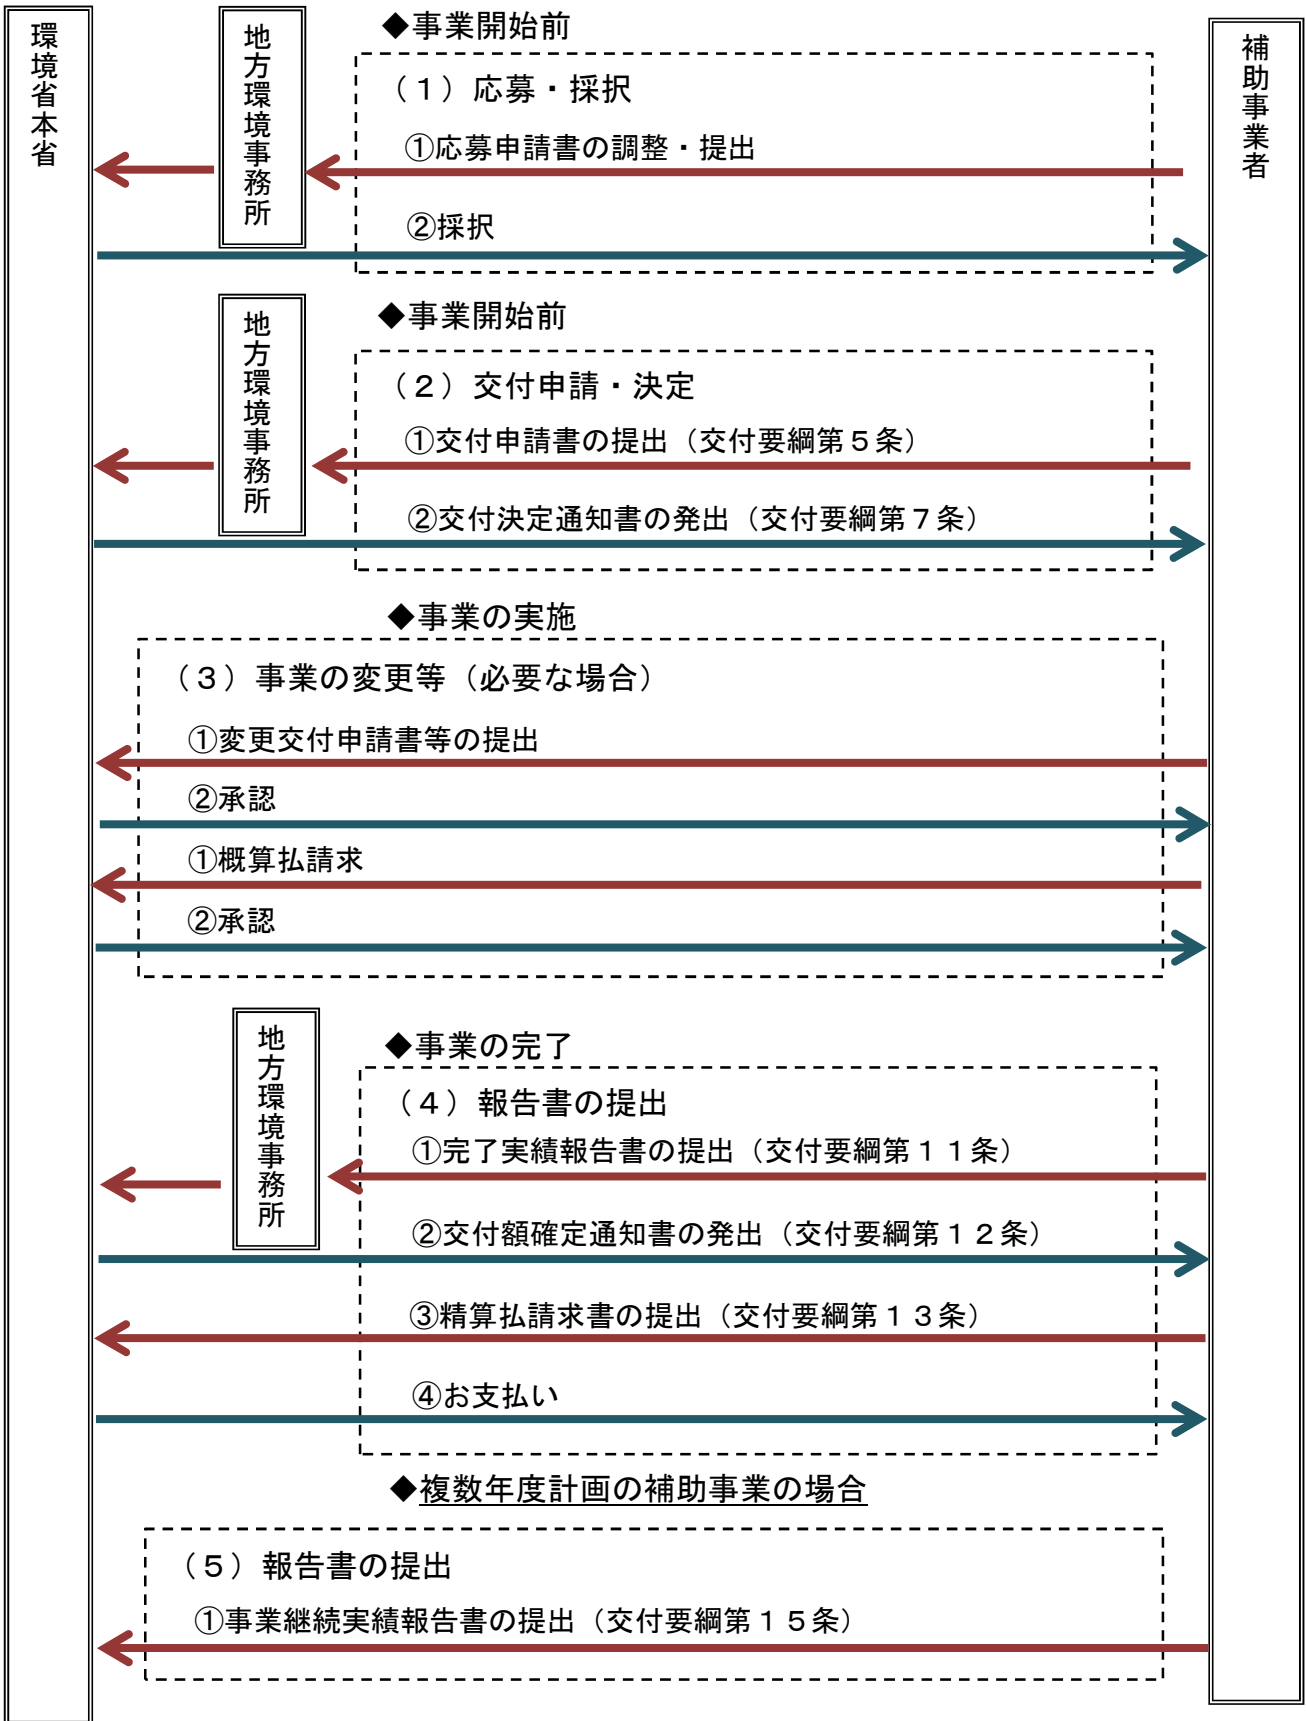 環境省本省
地方環境事務所
補助事業者
◆事業開始前
（１）応募・採択
①応募申請書の調整・提出
②採択
地方環境事務所
◆事業開始前
（２）交付申請・決定
①交付申請書の提出（交付要綱第５条）
②交付決定通知書の発出（交付要綱第７条）
◆事業の実施
（３）事業の変更等（必要な場合）
①変更交付申請書等の提出
②承認
①概算払請求
②承認
地方環境事務所
◆事業の完了
（４）報告書の提出
①完了実績報告書の提出（交付要綱第１１条）
②交付額確定通知書の発出（交付要綱第１２条）
③精算払請求書の提出（交付要綱第１３条）
④お支払い
◆複数年度計画の補助事業の場合
（５）報告書の提出
①事業継続実績報告書の提出（交付要綱第１５条）